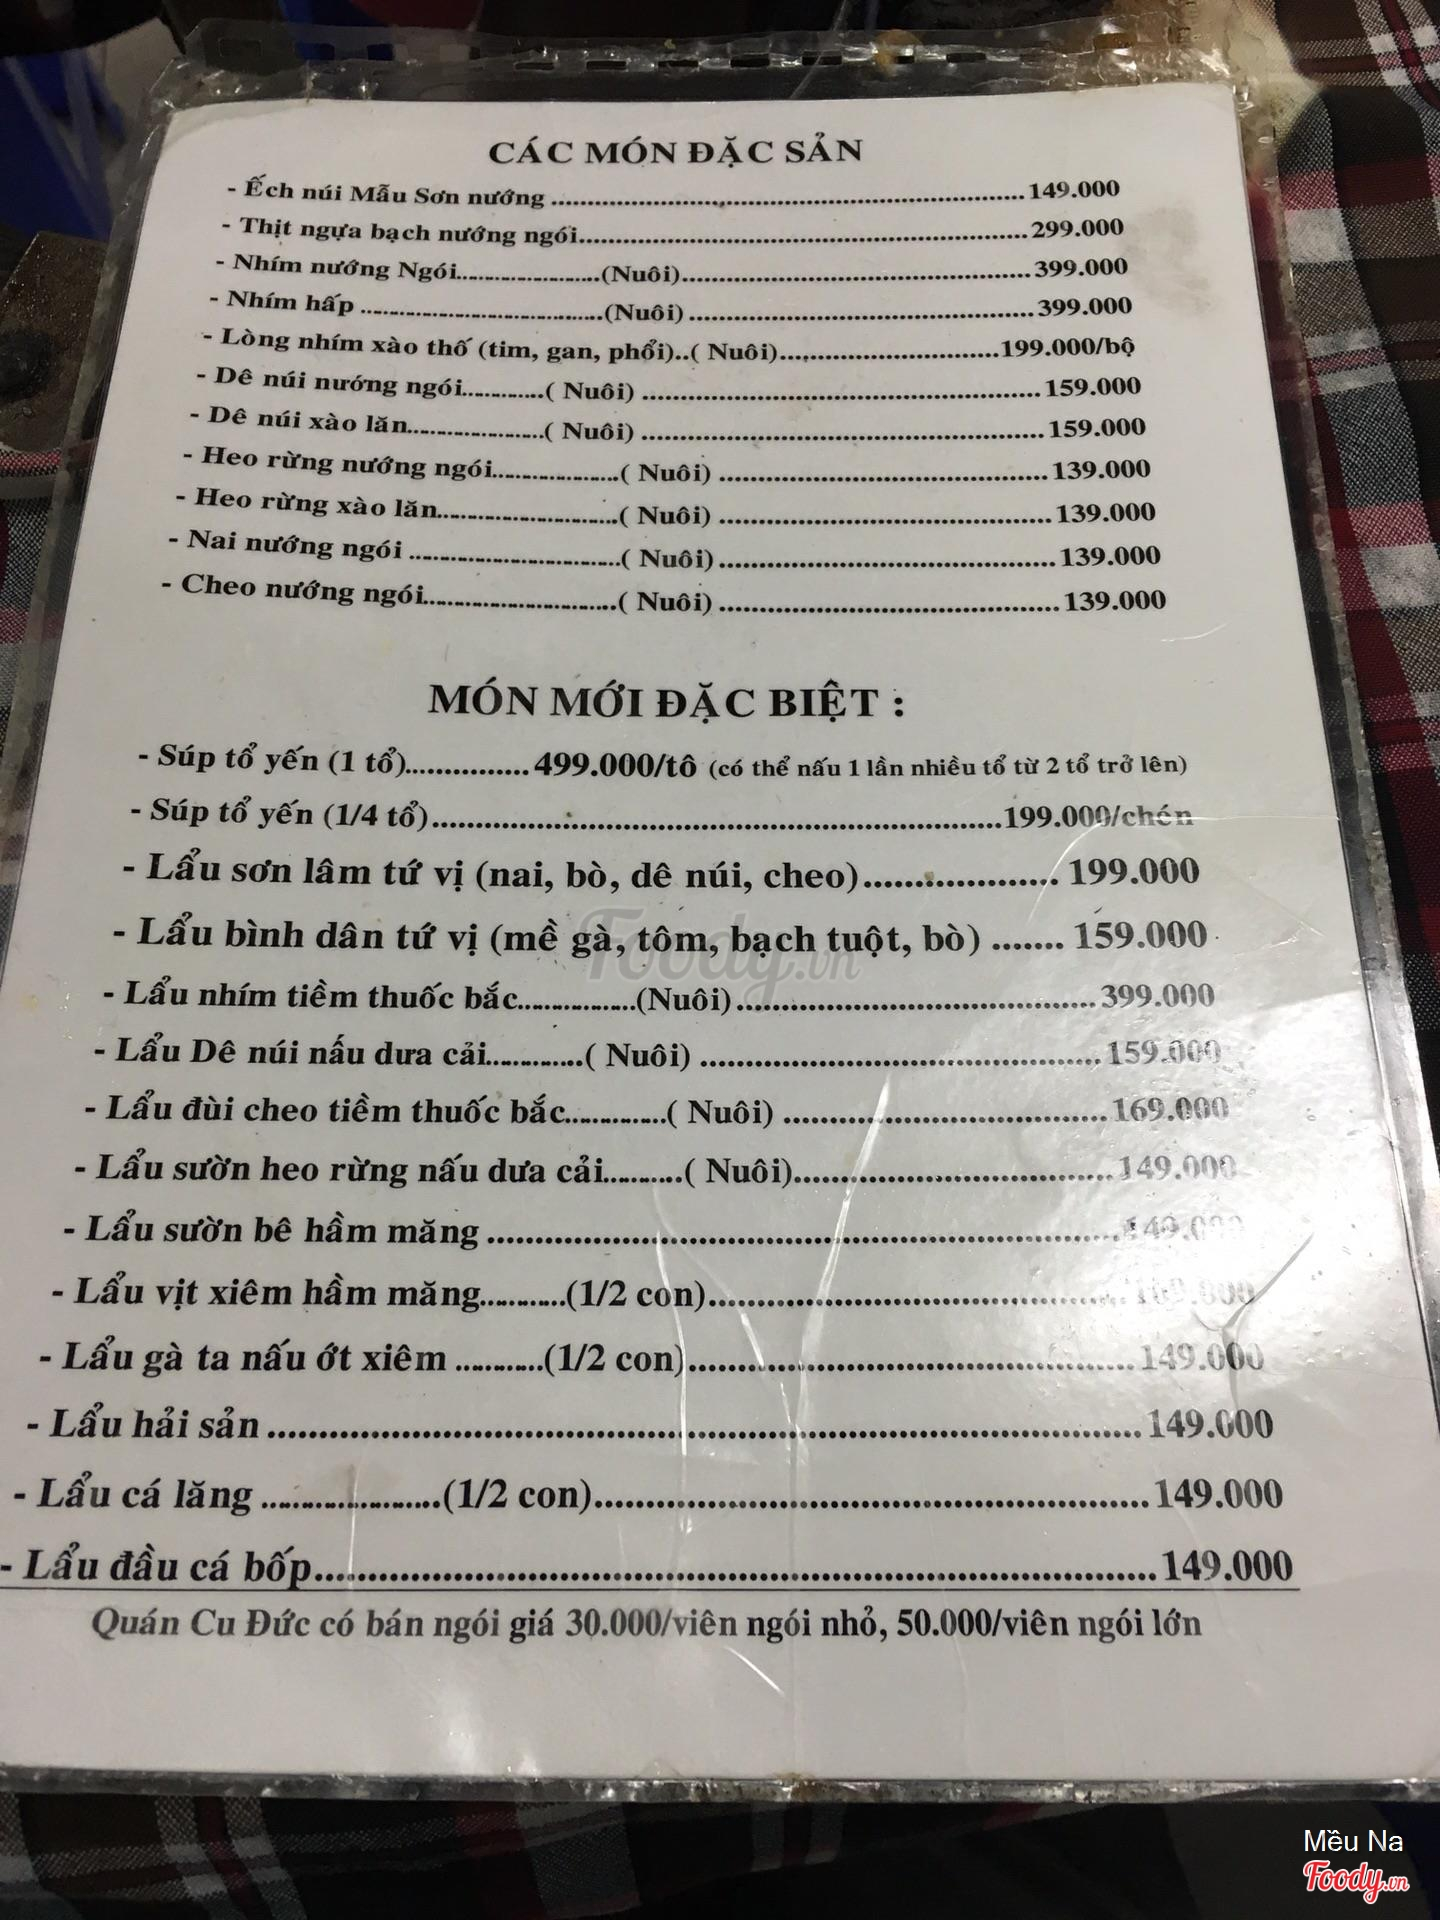 CÁC MÓN ĐẶC SẢN
- Ếch núi Mẫu Sơn nướng ........ 149.000
- Thịt ngựa bạch nướng ngói........ 299.000
- Nhím nướng Ngói........(Nuôi)........ 399.000
- Nhím hấp ........(Nuôi) ........ 399.000
- Lòng nhím xào thố (tim, gan, phổi)..( Nuôi)........199.000/bộ
- Dê núi nướng ngói........( Nuôi) ........ 159.000
- Dê núi xào lăn........( Nuôi) ........ 159.000
- Heo rừng nướng ngói........( Nuôi) ........ 139.000
- Heo rừng xào lăn........( Nuôi) ........ 139.000
- Nai nướng ngói ........( Nuôi) ........ 139.000
- Cheo nướng ngói........( Nuôi) ........ 139.000
MÓN MỚI ĐẶC BIỆT :
- Súp tổ yến (1 tổ)........ 499.000/tô (có thể nấu 1 lần nhiều tổ từ 2 tổ trở lên)
- Súp tổ yến (1/4 tổ)........199.000/chén
- Lẩu sơn lâm tứ vị (nai, bò, dê núi, cheo)........ 199.000
- Lẩu bình dân tứ vị (mề gà, tôm, bạch tuột, bò) ....... 159.000
- Lẩu nhím tiềm thuốc bắc........(Nuôi)........399.000
- Lẩu Dê núi nấu dưa cải........( Nuôi) ........159.000
- Lẩu đùi cheo tiềm thuốc bắc........( Nuôi) ........169.000
- Lẩu sườn heo rừng nấu dưa cải........( Nuôi)........149.000
- Lẩu sườn bê hầm măng ........149.000
- Lẩu vịt xiêm hầm măng........(1/2 con)........
- Lẩu gà ta nấu ớt xiêm ........(1/2 con)........149.000
- Lẩu hải sản ........149.000
- Lẩu cá lăng ........(1/2 con)........149.000
- Lẩu đầu cá bốp........149.000
Quán Cu Đức có bán ngói giá 30.000/viên ngói nhỏ, 50.000/viên ngói lớn
Foody.vn
Mều Na
Foody.vn